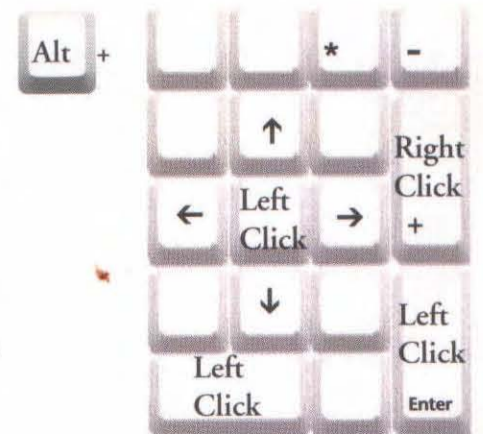 Alt +
* -
↑
Right
Click
+
← Left
Click →
↓
Left
Click
Enter
Left
Click